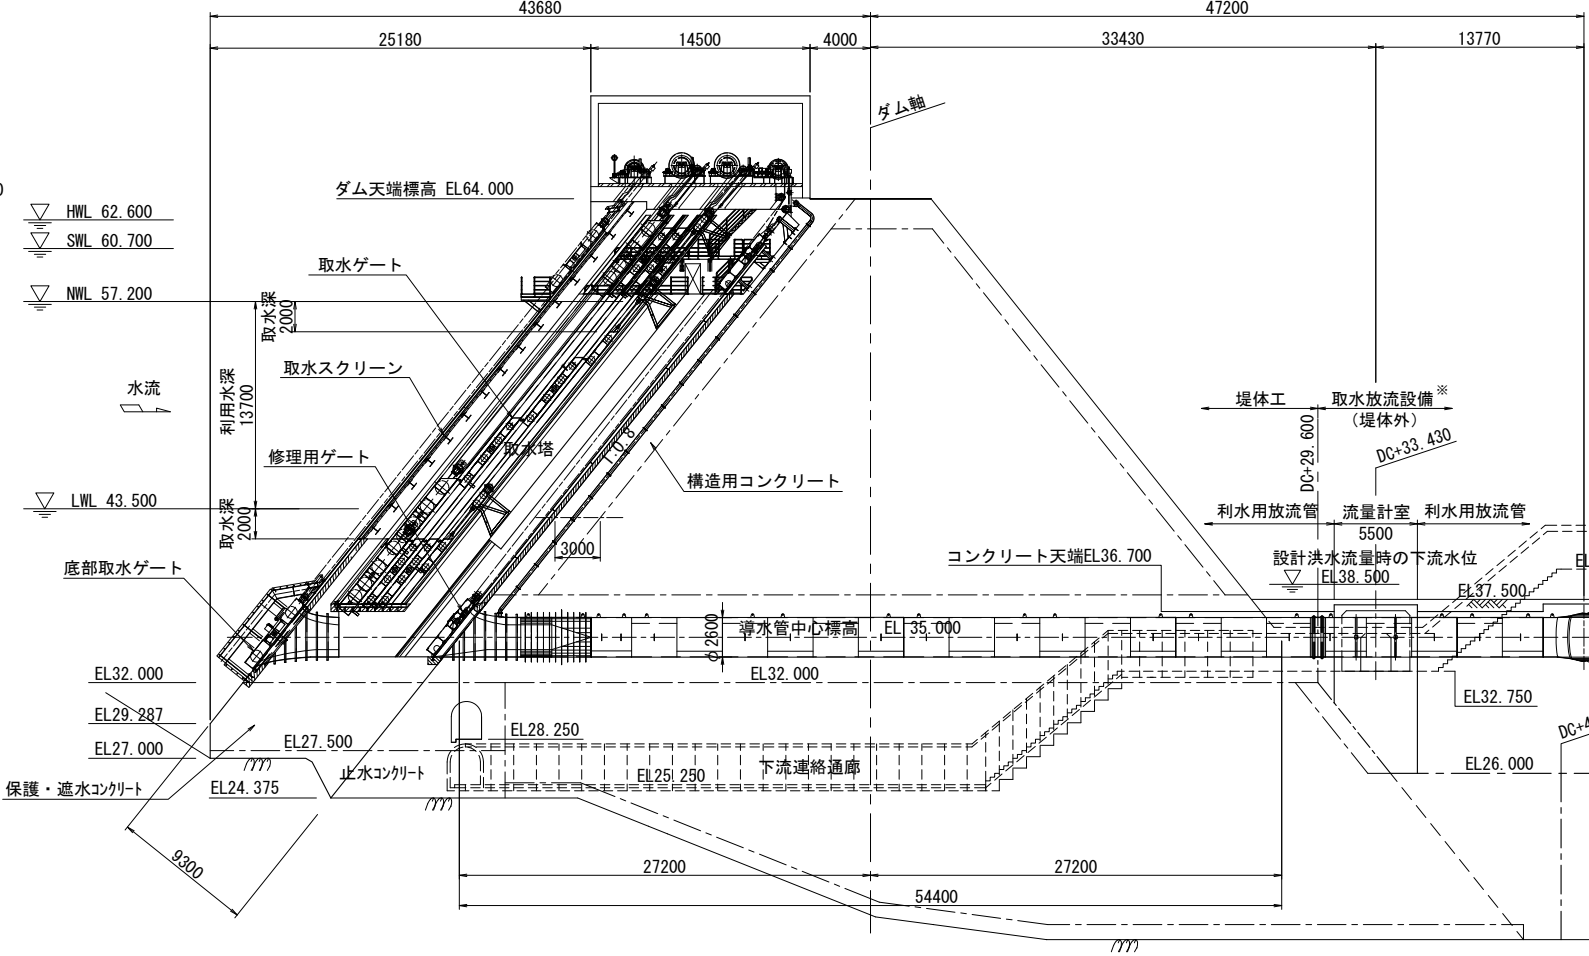 43680
47200
25180
14500
4000
33430
13770
ダム軸
ダム天端標高 EL64.000
0
HWL 62.600
SWL 60.700
NWL 57.200
取水ゲート
取水深
2000
取水スクリーン
水流
利用水深
13700
取水塔
1:0.8
修理用ゲート
構造用コンクリート
LWL 43.500
取水深
2000
3000
底部取水ゲート
堤体工
取水放流設備※
(堤体外)
DC+29.600
DC+33.430
利水用放流管
流量計室
利水用放流管
5500
コンクリート天端EL36.700
設計洪水流量時の下流水位
EL38.500
EL37.500
EL
φ2600
導水管中心標高 EL 35.000
EL32.000
EL32.000
EL32.750
EL29.287
EL28.250
EL27.000
EL27.500
DC+4
止水コンクリート
EL25.250
下流連絡通廊
EL26.000
保護・遮水コンクリート
EL24.375
9300
27200
27200
54400